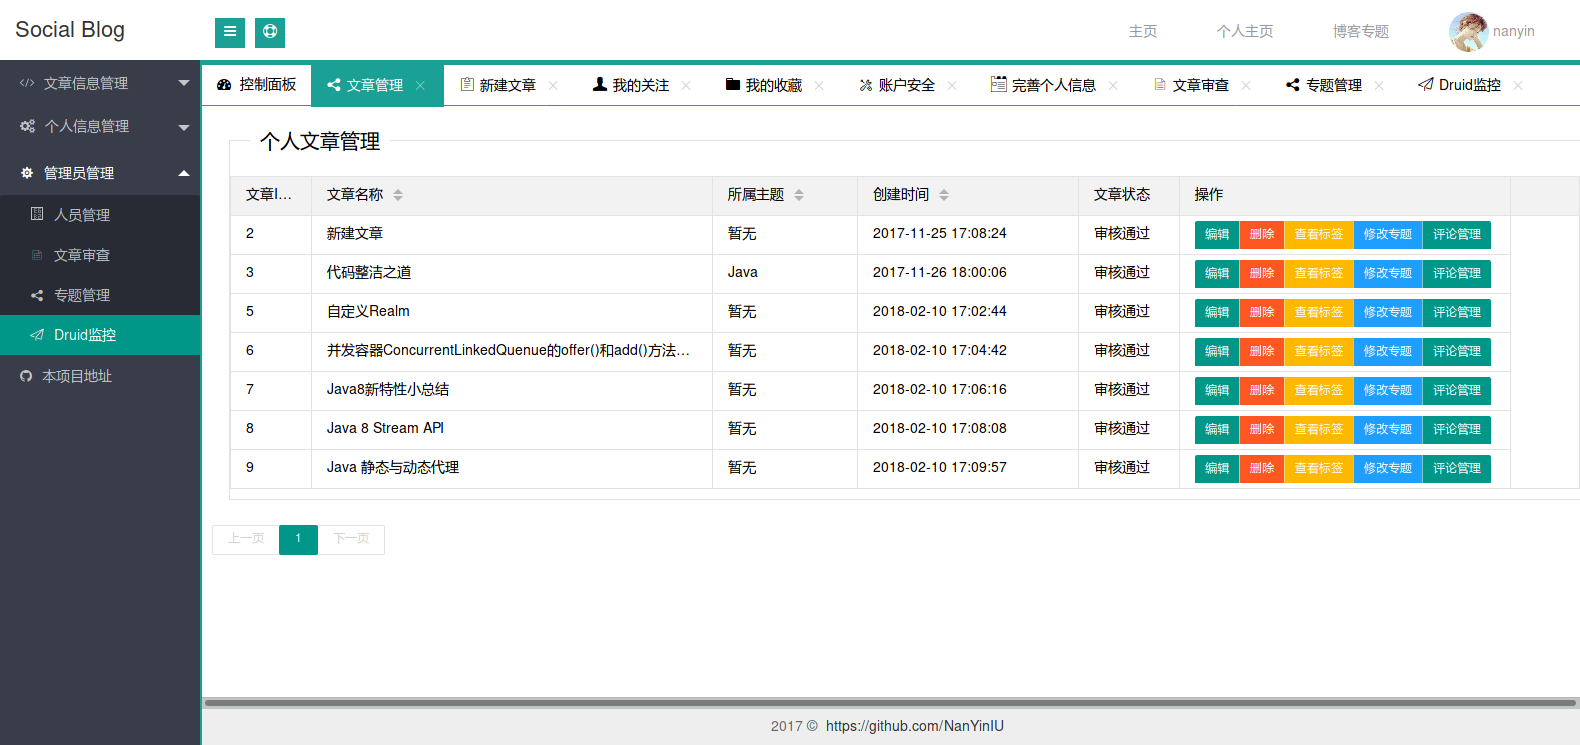 Social Blog
主页 个人主页 博客专题 nanyin
文章信息管理
个人信息管理
管理员管理
人员管理
文章审查
专题管理
Druid监控
本项目地址
控制面板 文章管理 新建文章 我的关注 我的收藏 账户安全 完善个人信息 文章审查 专题管理 Druid监控
个人文章管理
文章I... 文章名称 所属主题 创建时间 文章状态 操作
2 新建文章 暂无 2017-11-25 17:08:24 审核通过 编辑 删除 查看标签 修改专题 评论管理
3 代码整洁之道 Java 2017-11-26 18:00:06 审核通过 编辑 删除 查看标签 修改专题 评论管理
5 自定义Realm 暂无 2018-02-10 17:02:44 审核通过 编辑 删除 查看标签 修改专题 评论管理
6 并发容器ConcurrentLinkedQuenue的offer()和add()方法... 暂无 2018-02-10 17:04:42 审核通过 编辑 删除 查看标签 修改专题 评论管理
7 Java8新特性小总结 暂无 2018-02-10 17:06:16 审核通过 编辑 删除 查看标签 修改专题 评论管理
8 Java 8 Stream API 暂无 2018-02-10 17:08:08 审核通过 编辑 删除 查看标签 修改专题 评论管理
9 Java 静态与动态代理 暂无 2018-02-10 17:09:57 审核通过 编辑 删除 查看标签 修改专题 评论管理
上一页 1 下一页
2017 © https://github.com/NanYinIU